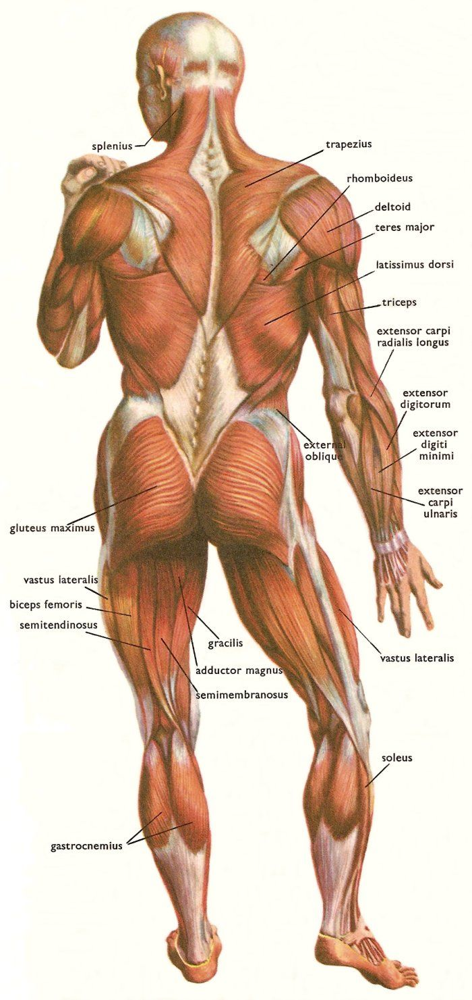 splenius
trapezius
rhomboideus
deltoid
teres major
latissimus dorsi
triceps
extensor carpi
radialis longus
extensor
digitorum
extensor
digiti
minimi
external
oblique
extensor
carpi
ulnaris
gluteus maximus
vastus lateralis
biceps femoris
semitendinosus
gracilis
adductor magnus
semimembranosus
vastus lateralis
soleus
gastrocnemius